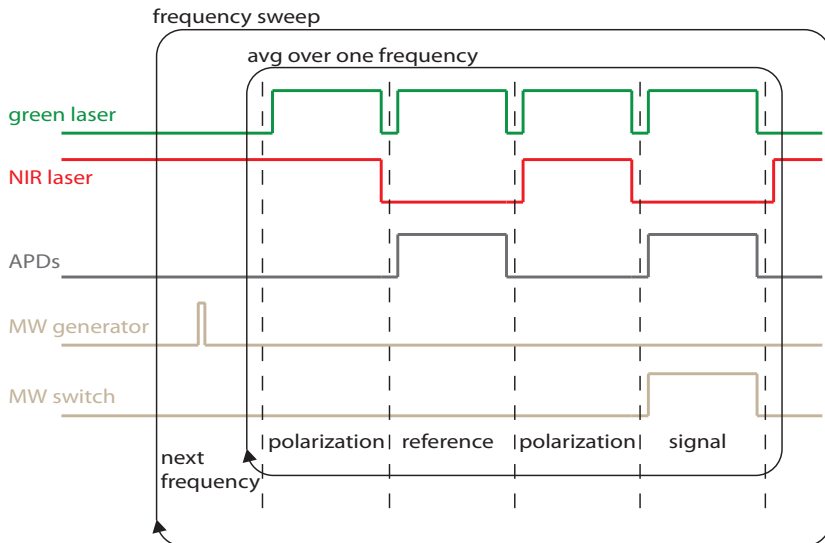 frequency sweep
avg over one frequency
green laser
NIR laser
APDs
MW generator
MW switch
polarization
reference
polarization
signal
next
frequency